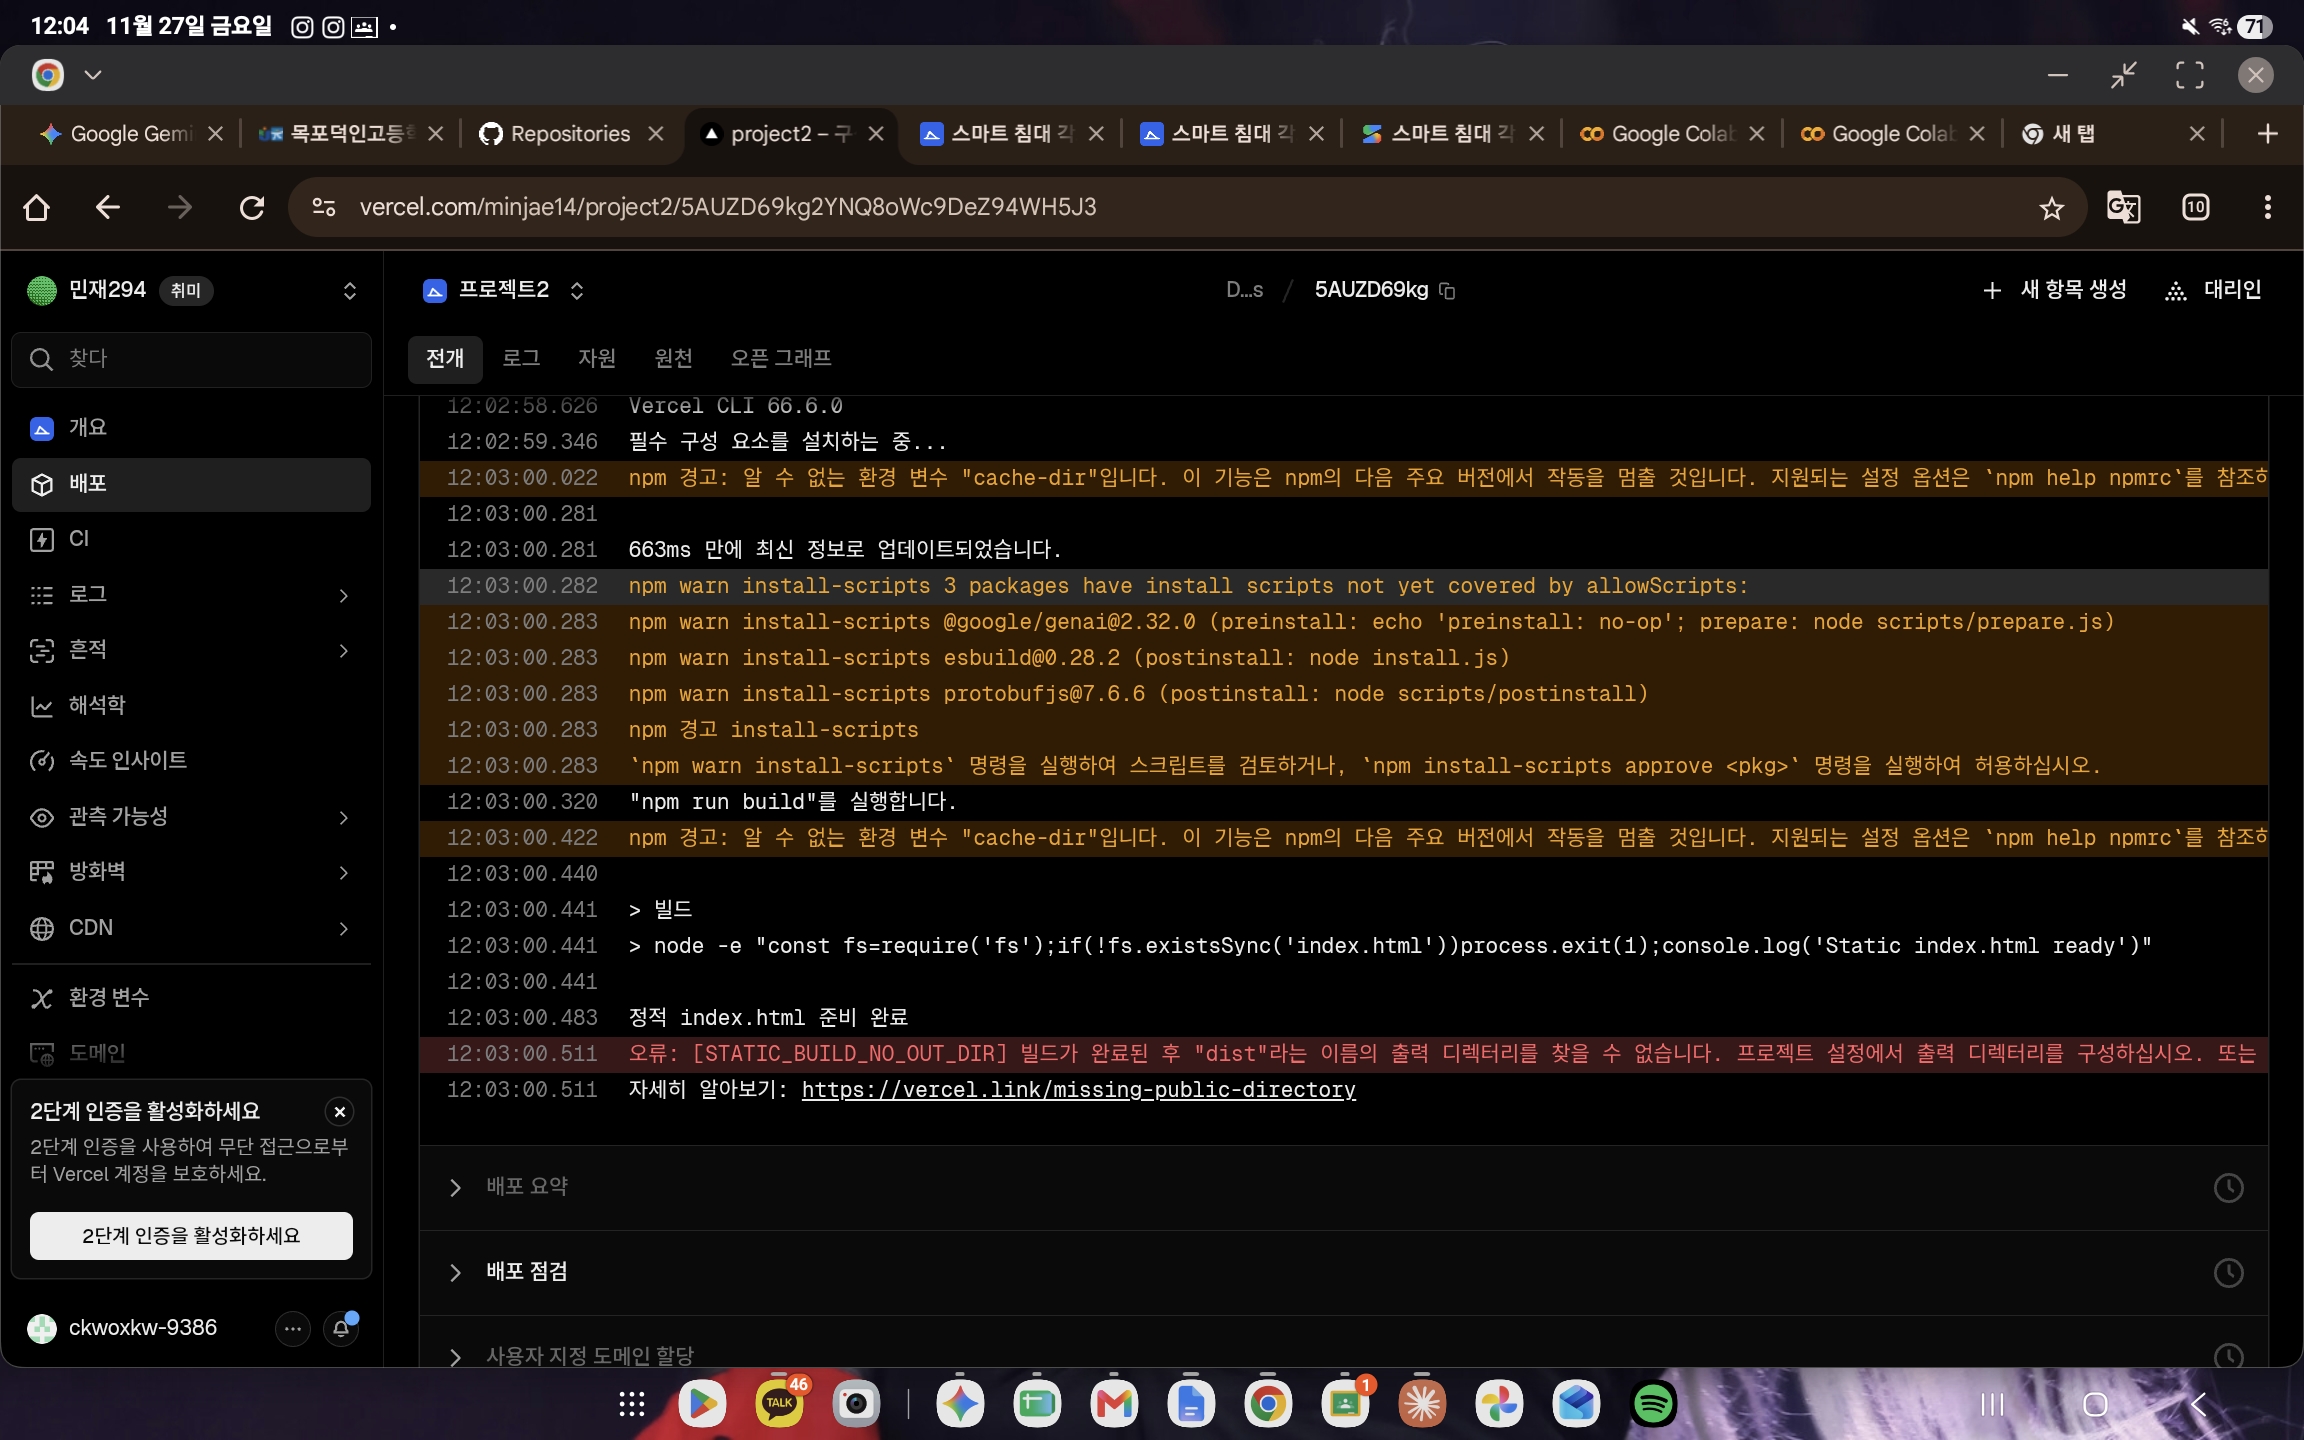 12:04 11월 27일 금요일
71
Google Gemi
목포덕인고등학
Repositories
project2 – 구
스마트 침대 각
스마트 침대 각
스마트 침대 각
Google Colab
Google Colab
새 탭
vercel.com/minjae14/project2/5AUZD69kg2YNQ8oWc9DeZ94WH5J3
10
민재294 취미
프로젝트2
D...s / 5AUZD69kg
새 항목 생성
대리인
찾다
전개 로그 자원 원천 오픈 그래프
개요
배포
CI
로그
흔적
해석학
속도 인사이트
관측 가능성
방화벽
CDN
환경 변수
도메인
2단계 인증을 활성화하세요
2단계 인증을 사용하여 무단 접근으로부
터 Vercel 계정을 보호하세요.
2단계 인증을 활성화하세요
ckwoxkw-9386
12:02:58.626 Vercel CLI 66.6.0
12:02:59.346 필수 구성 요소를 설치하는 중...
12:03:00.022 npm 경고: 알 수 없는 환경 변수 "cache-dir"입니다. 이 기능은 npm의 다음 주요 버전에서 작동을 멈출 것입니다. 지원되는 설정 옵션은 `npm help npmrc`를 참조하
12:03:00.281
12:03:00.281 663ms 만에 최신 정보로 업데이트되었습니다.
12:03:00.282 npm warn install-scripts 3 packages have install scripts not yet covered by allowScripts:
12:03:00.283 npm warn install-scripts @google/genai@2.32.0 (preinstall: echo 'preinstall: no-op'; prepare: node scripts/prepare.js)
12:03:00.283 npm warn install-scripts esbuild@0.28.2 (postinstall: node install.js)
12:03:00.283 npm warn install-scripts protobufjs@7.6.6 (postinstall: node scripts/postinstall)
12:03:00.283 npm 경고 install-scripts
12:03:00.283 `npm warn install-scripts` 명령을 실행하여 스크립트를 검토하거나, `npm install-scripts approve <pkg>` 명령을 실행하여 허용하십시오.
12:03:00.320 "npm run build"를 실행합니다.
12:03:00.422 npm 경고: 알 수 없는 환경 변수 "cache-dir"입니다. 이 기능은 npm의 다음 주요 버전에서 작동을 멈출 것입니다. 지원되는 설정 옵션은 `npm help npmrc`를 참조하
12:03:00.440
12:03:00.441 > 빌드
12:03:00.441 > node -e "const fs=require('fs');if(!fs.existsSync('index.html'))process.exit(1);console.log('Static index.html ready')"
12:03:00.441
12:03:00.483 정적 index.html 준비 완료
12:03:00.511 오류: [STATIC_BUILD_NO_OUT_DIR] 빌드가 완료된 후 "dist"라는 이름의 출력 디렉터리를 찾을 수 없습니다. 프로젝트 설정에서 출력 디렉터리를 구성하십시오. 또는
12:03:00.511 자세히 알아보기: https://vercel.link/missing-public-directory
배포 요약
배포 점검
사용자 지정 도메인 할당
TALK
46
1